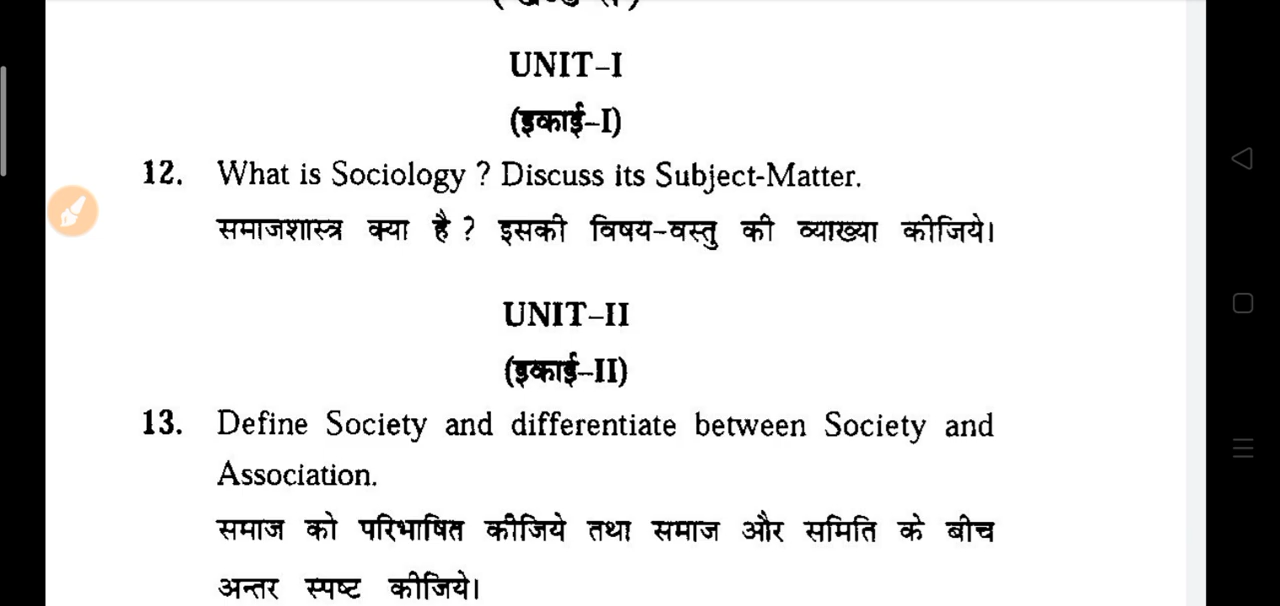 UNIT–I
(इकाई–I)
12. What is Sociology ? Discuss its Subject-Matter.
समाजशास्त्र क्या है ? इसकी विषय-वस्तु की व्याख्या कीजिये।
UNIT–II
(इकाई–II)
13. Define Society and differentiate between Society and
Association.
समाज को परिभाषित कीजिये तथा समाज और समिति के बीच
अन्तर स्पष्ट कीजिये।